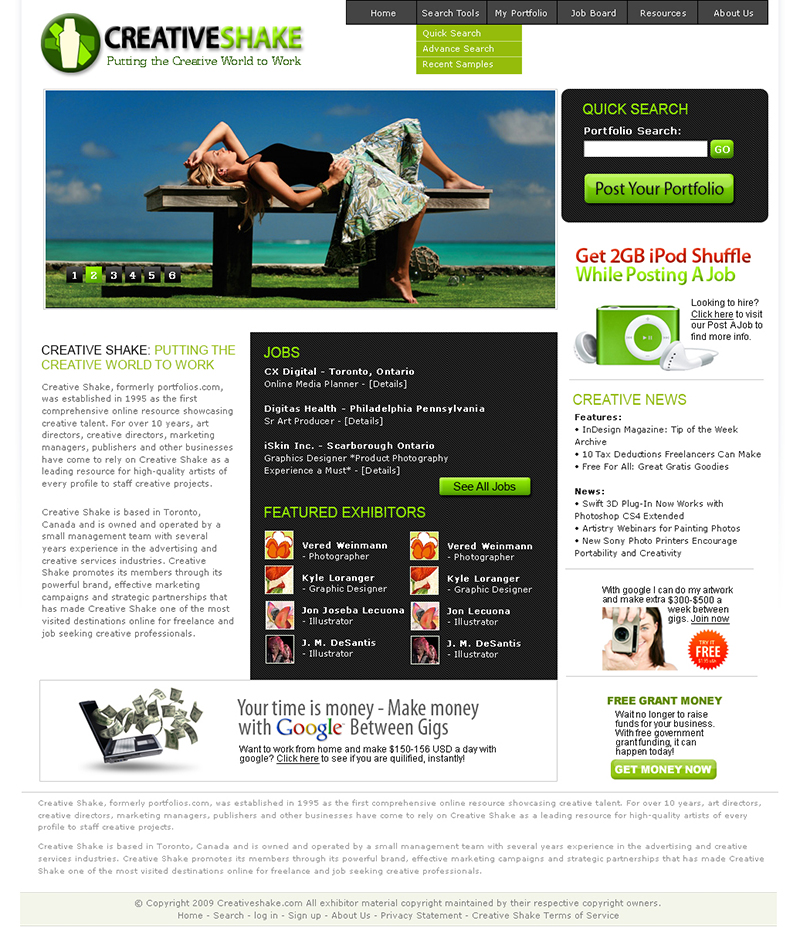 CREATIVESHAKE
Putting the Creative World to Work
Home
Search Tools
My Portfolio
Job Board
Resources
About Us
Quick Search
Advance Search
Recent Samples
1 2 3 4 5 6
QUICK SEARCH
Portfolio Search:
GO
Post Your Portfolio
Get 2GB iPod Shuffle
While Posting A Job
Looking to hire?
Click here to visit
our Post A Job to
find more info.
CREATIVE SHAKE: PUTTING THE
CREATIVE WORLD TO WORK
Creative Shake, formerly portfolios.com,
was established in 1995 as the first
comprehensive online resource showcasing
creative talent. For over 10 years, art
directors, creative directors, marketing
managers, publishers and other businesses
have come to rely on Creative Shake as a
leading resource for high-quality artists of
every profile to staff creative projects.
Creative Shake is based in Toronto,
Canada and is owned and operated by a
small management team with several
years experience in the advertising and
creative services industries. Creative
Shake promotes its members through its
powerful brand, effective marketing
campaigns and strategic partnerships that
has made Creative Shake one of the most
visited destinations online for freelance and
job seeking creative professionals.
JOBS
CX Digital - Toronto, Ontario
Online Media Planner - [Details]
Digitas Health - Philadelphia Pennsylvania
Sr Art Producer - [Details]
iSkin Inc. - Scarborough Ontario
Graphics Designer *Product Photography
Experience a Must* - [Details]
See All Jobs
FEATURED EXHIBITORS
Vered Weinmann
- Photographer
Kyle Loranger
- Graphic Designer
Jon Joseba Lecuona
- Illustrator
J. M. DeSantis
- Illustrator
Vered Weinmann
- Photographer
Kyle Loranger
- Graphic Designer
Jon Lecuona
- Illustrator
J. M. DeSantis
- Illustrator
CREATIVE NEWS
Features:
• InDesign Magazine: Tip of the Week
Archive
• 10 Tax Deductions Freelancers Can Make
• Free For All: Great Gratis Goodies
News:
• Swift 3D Plug-In Now Works with
Photoshop CS4 Extended
• Artistry Webinars for Painting Photos
• New Sony Photo Printers Encourage
Portability and Creativity
With google I can do my artwork
and make extra $300-$500 a
week between
gigs. Join now
TRY IT
FREE
Your time is money - Make money
with Google Between Gigs
Want to work from home and make $150-156 USD a day with
google? Click here to see if you are quilified, instantly!
FREE GRANT MONEY
Wait no longer to raise
funds for your business.
With free government
grant funding, it can
happen today!
GET MONEY NOW
Creative Shake, formerly portfolios.com, was established in 1995 as the first comprehensive online resource showcasing creative talent. For over 10 years, art directors,
creative directors, marketing managers, publishers and other businesses have come to rely on Creative Shake as a leading resource for high-quality artists of every
profile to staff creative projects.
Creative Shake is based in Toronto, Canada and is owned and operated by a small management team with several years experience in the advertising and creative
services industries. Creative Shake promotes its members through its powerful brand, effective marketing campaigns and strategic partnerships that has made Creative
Shake one of the most visited destinations online for freelance and job seeking creative professionals.
© Copyright 2009 Creativeshake.com All exhibitor material copyright maintained by their respective copyright owners.
Home - Search - log in - Sign up - About Us - Privacy Statement - Creative Shake Terms of Service